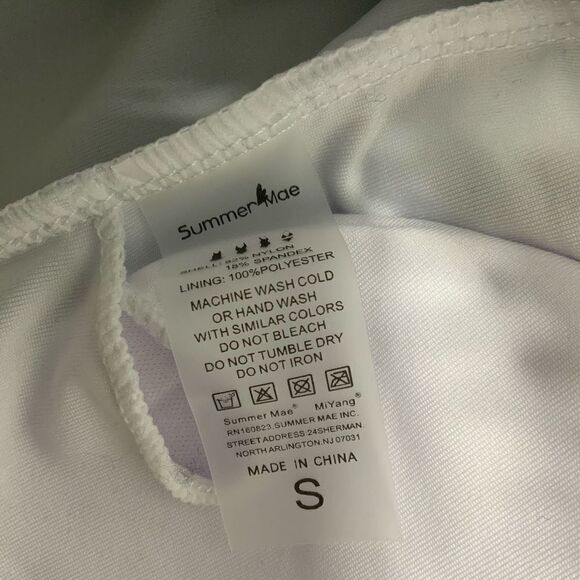 Summer Mae
SHELL: 82% NYLON
18% SPANDEX
LINING: 100%POLYESTER
MACHINE WASH COLD
OR HAND WASH
WITH SIMILAR COLORS
DO NOT BLEACH
DO NOT TUMBLE DRY
DO NOT IRON
Summer Mae® MiYang®
RN160823,SUMMER MAE INC.
STREET ADDRESS:24SHERMAN
NORTH ARLINGTON,NJ 07031
MADE IN CHINA
S